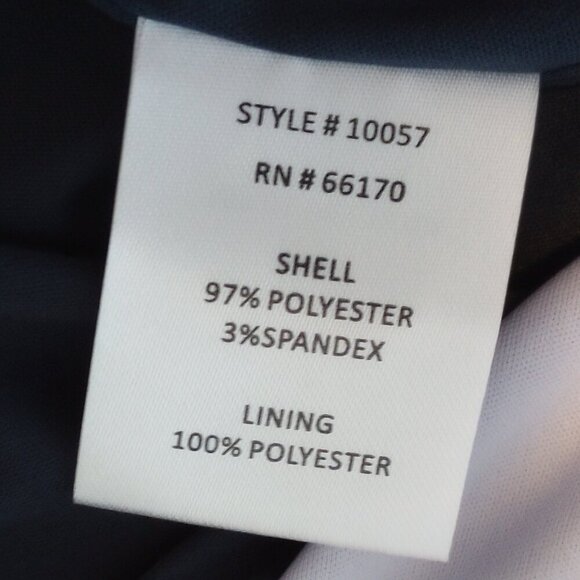 STYLE # 10057
RN # 66170
SHELL
97% POLYESTER
3%SPANDEX
LINING
100% POLYESTER